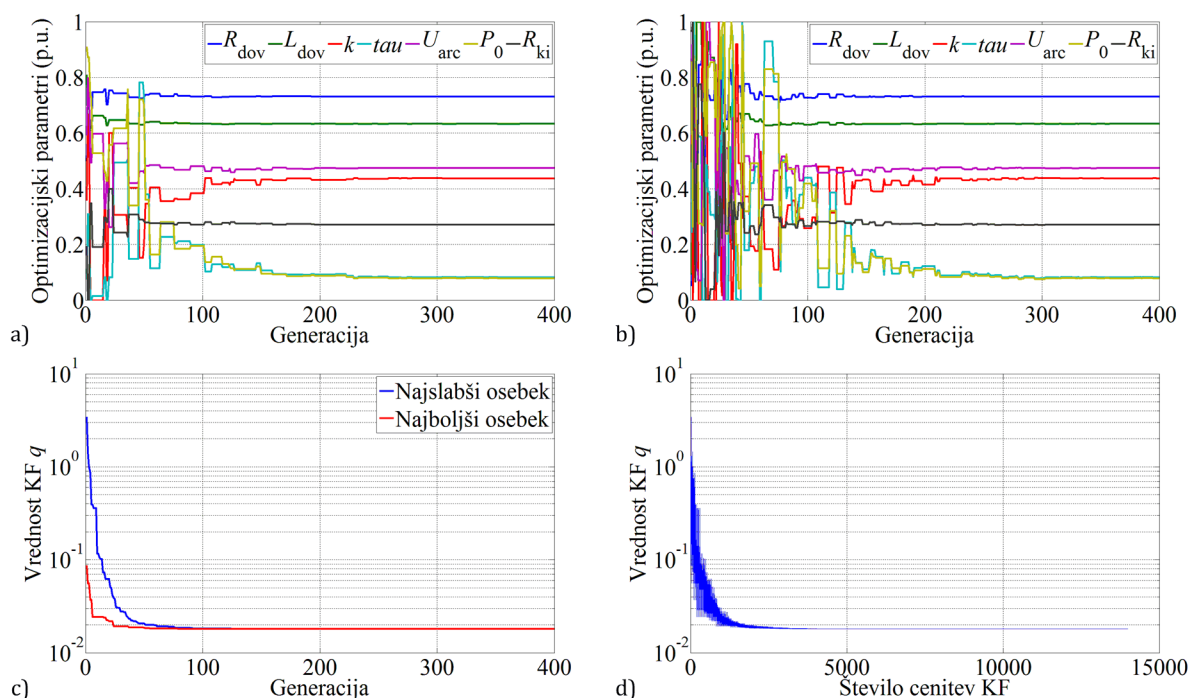 Optimizacijski parametri (p.u.)
1
0.8
0.6
0.4
0.2
0
R_dov L_dov k tau U_arc P_0 R_ki
0 100 200 300 400
Generacija
a)
Optimizacijski parametri (p.u.)
1
0.8
0.6
0.4
0.2
0
R_dov L_dov k tau U_arc P_0 R_ki
0 100 200 300 400
Generacija
b)
Vrednost KF q
10^1
10^0
10^-1
10^-2
Najslabši osebek
Najboljši osebek
0 100 200 300 400
Generacija
c)
Vrednost KF q
10^1
10^0
10^-1
10^-2
0 5000 10000 15000
Število cenitev KF
d)